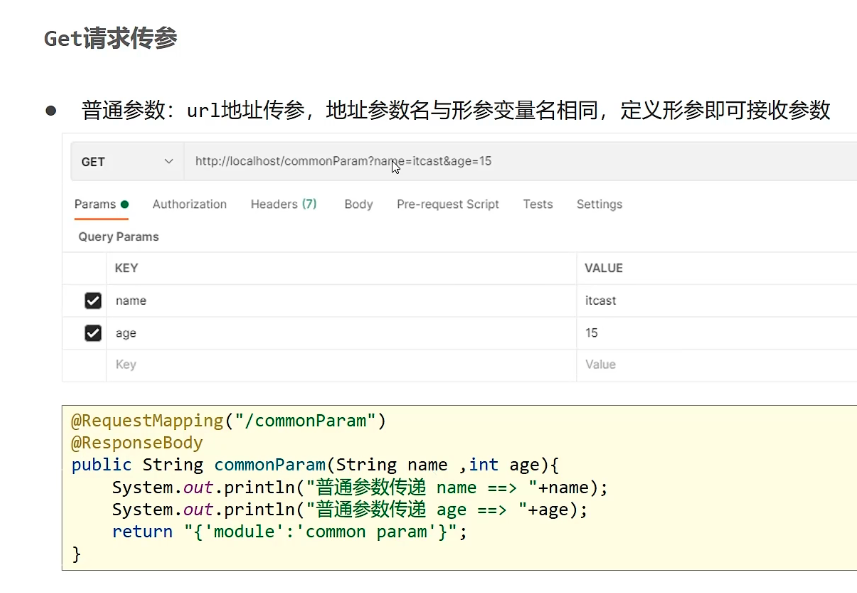 Get请求传参
● 普通参数：url地址传参，地址参数名与形参变量名相同，定义形参即可接收参数
GET http://localhost/commonParam?name=itcast&age=15
Params Authorization Headers (7) Body Pre-request Script Tests Settings
Query Params
KEY VALUE
name itcast
age 15
Key Value
@RequestMapping("/commonParam")
@ResponseBody
public String commonParam(String name ,int age){
    System.out.println("普通参数传递 name ==> "+name);
    System.out.println("普通参数传递 age ==> "+age);
    return "{'module':'common param'}";
}